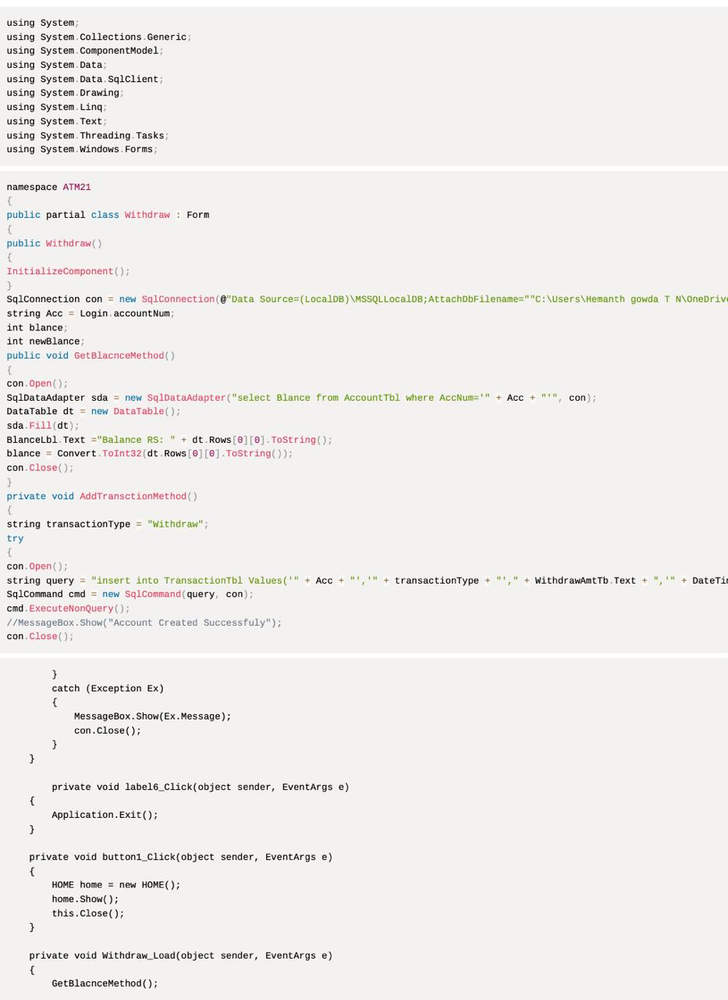 using System;
using System.Collections.Generic;
using System.ComponentModel;
using System.Data;
using System.Data.SqlClient;
using System.Drawing;
using System.Linq;
using System.Text;
using System.Threading.Tasks;
using System.Windows.Forms;
namespace ATM21
{
public partial class Withdraw : Form
{
public Withdraw()
{
InitializeComponent();
}
SqlConnection con = new SqlConnection(@"Data Source=(LocalDB)\MSSQLLocalDB;AttachDbFilename=""C:\Users\Hemanth gowda T N\OneDrive
string Acc = Login.accountNum;
int blance;
int newBlance;
public void GetBlacnceMethod()
{
con.Open();
SqlDataAdapter sda = new SqlDataAdapter("select Blance from AccountTbl where AccNum='" + Acc + "'", con);
DataTable dt = new DataTable();
sda.Fill(dt);
BlanceLbl.Text ="Balance RS: " + dt.Rows[0][0].ToString();
blance = Convert.ToInt32(dt.Rows[0][0].ToString());
con.Close();
}
private void AddTransctionMethod()
{
string transactionType = "Withdraw";
try
{
con.Open();
string query = "insert into TransactionTbl Values('" + Acc + "','" + transactionType + "'," + WithdrawAmtTb.Text + ",'" + DateTim
SqlCommand cmd = new SqlCommand(query, con);
cmd.ExecuteNonQuery();
//MessageBox.Show("Account Created Successfuly");
con.Close();
}
catch (Exception Ex)
{
MessageBox.Show(Ex.Message);
con.Close();
}
}
private void label6_Click(object sender, EventArgs e)
{
Application.Exit();
}
private void button1_Click(object sender, EventArgs e)
{
HOME home = new HOME();
home.Show();
this.Close();
}
private void Withdraw_Load(object sender, EventArgs e)
{
GetBlacnceMethod();